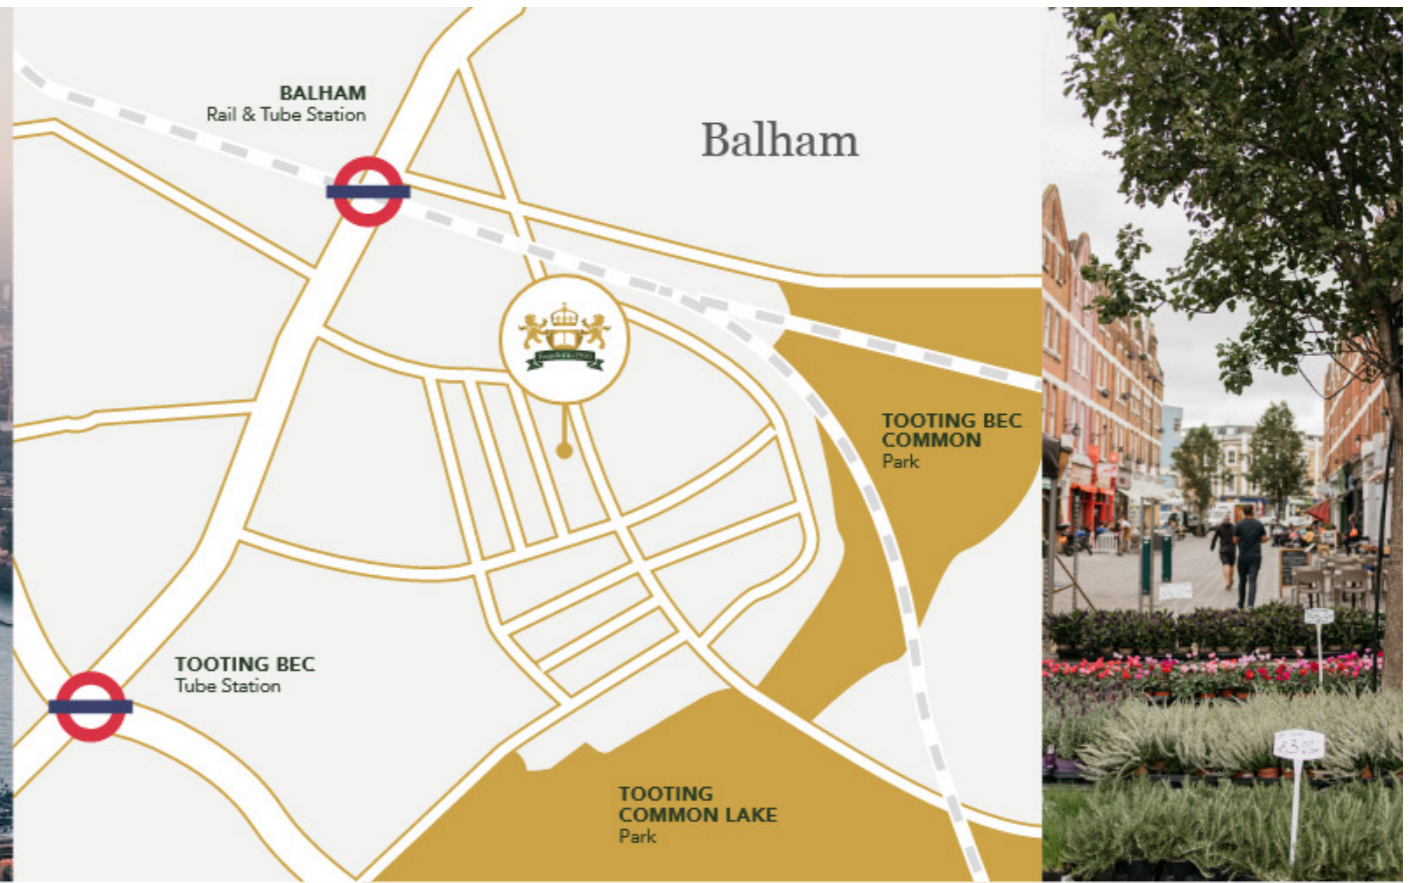 BALHAM
Rail & Tube Station
Balham
TOOTING BEC
COMMON
Park
TOOTING BEC
Tube Station
TOOTING
COMMON LAKE
Park